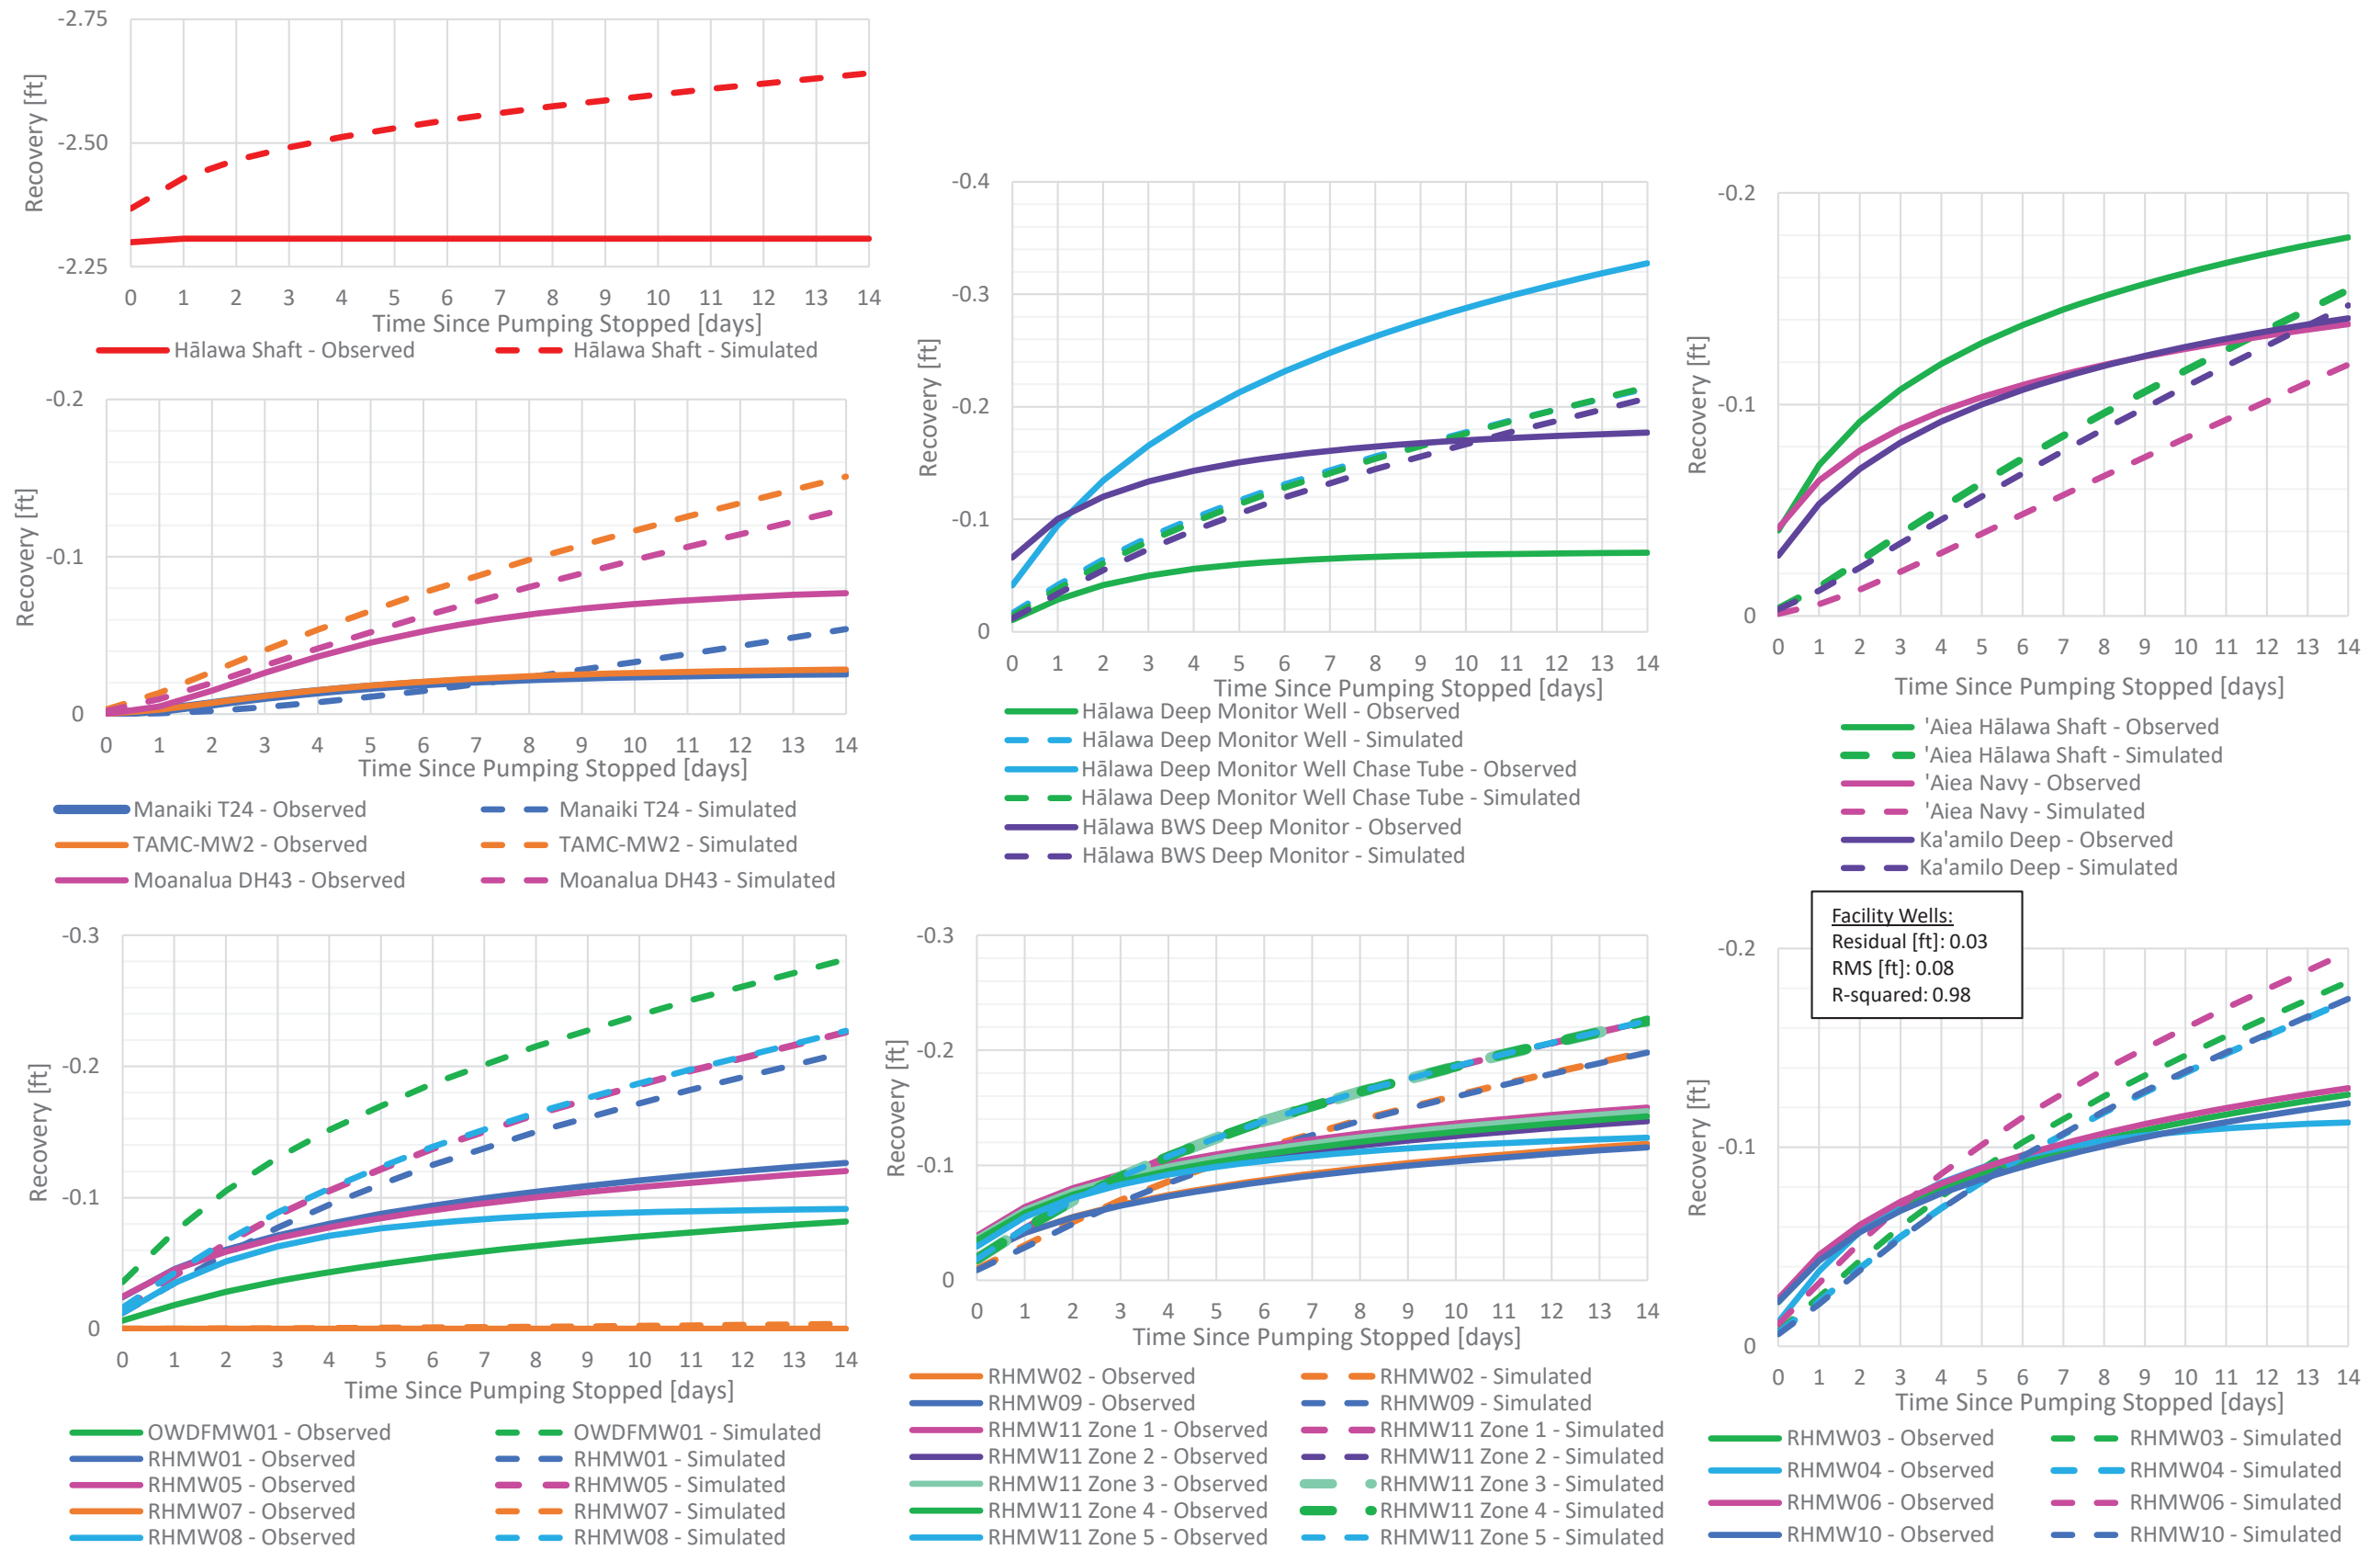 -2.75
-2.50
-2.25
Recovery [ft]
0 1 2 3 4 5 6 7 8 9 10 11 12 13 14
Time Since Pumping Stopped [days]
Hālawa Shaft - Observed
Hālawa Shaft - Simulated
-0.2
-0.1
0
Recovery [ft]
0 1 2 3 4 5 6 7 8 9 10 11 12 13 14
Time Since Pumping Stopped [days]
Manaiki T24 - Observed
Manaiki T24 - Simulated
TAMC-MW2 - Observed
TAMC-MW2 - Simulated
Moanalua DH43 - Observed
Moanalua DH43 - Simulated
-0.4
-0.3
-0.2
-0.1
0
Recovery [ft]
0 1 2 3 4 5 6 7 8 9 10 11 12 13 14
Time Since Pumping Stopped [days]
Hālawa Deep Monitor Well - Observed
Hālawa Deep Monitor Well - Simulated
Hālawa Deep Monitor Well Chase Tube - Observed
Hālawa Deep Monitor Well Chase Tube - Simulated
Hālawa BWS Deep Monitor - Observed
Hālawa BWS Deep Monitor - Simulated
-0.2
-0.1
0
Recovery [ft]
0 1 2 3 4 5 6 7 8 9 10 11 12 13 14
Time Since Pumping Stopped [days]
'Aiea Hālawa Shaft - Observed
'Aiea Hālawa Shaft - Simulated
'Aiea Navy - Observed
'Aiea Navy - Simulated
Ka'amilo Deep - Observed
Ka'amilo Deep - Simulated
-0.3
-0.2
-0.1
0
Recovery [ft]
0 1 2 3 4 5 6 7 8 9 10 11 12 13 14
Time Since Pumping Stopped [days]
OWDFMW01 - Observed
OWDFMW01 - Simulated
RHMW01 - Observed
RHMW01 - Simulated
RHMW05 - Observed
RHMW05 - Simulated
RHMW07 - Observed
RHMW07 - Simulated
RHMW08 - Observed
RHMW08 - Simulated
-0.3
-0.2
-0.1
0
Recovery [ft]
0 1 2 3 4 5 6 7 8 9 10 11 12 13 14
Time Since Pumping Stopped [days]
RHMW02 - Observed
RHMW02 - Simulated
RHMW09 - Observed
RHMW09 - Simulated
RHMW11 Zone 1 - Observed
RHMW11 Zone 1 - Simulated
RHMW11 Zone 2 - Observed
RHMW11 Zone 2 - Simulated
RHMW11 Zone 3 - Observed
RHMW11 Zone 3 - Simulated
RHMW11 Zone 4 - Observed
RHMW11 Zone 4 - Simulated
RHMW11 Zone 5 - Observed
RHMW11 Zone 5 - Simulated
Facility Wells:
Residual [ft]: 0.03
RMS [ft]: 0.08
R-squared: 0.98
-0.2
-0.1
0
Recovery [ft]
0 1 2 3 4 5 6 7 8 9 10 11 12 13 14
Time Since Pumping Stopped [days]
RHMW03 - Observed
RHMW03 - Simulated
RHMW04 - Observed
RHMW04 - Simulated
RHMW06 - Observed
RHMW06 - Simulated
RHMW10 - Observed
RHMW10 - Simulated